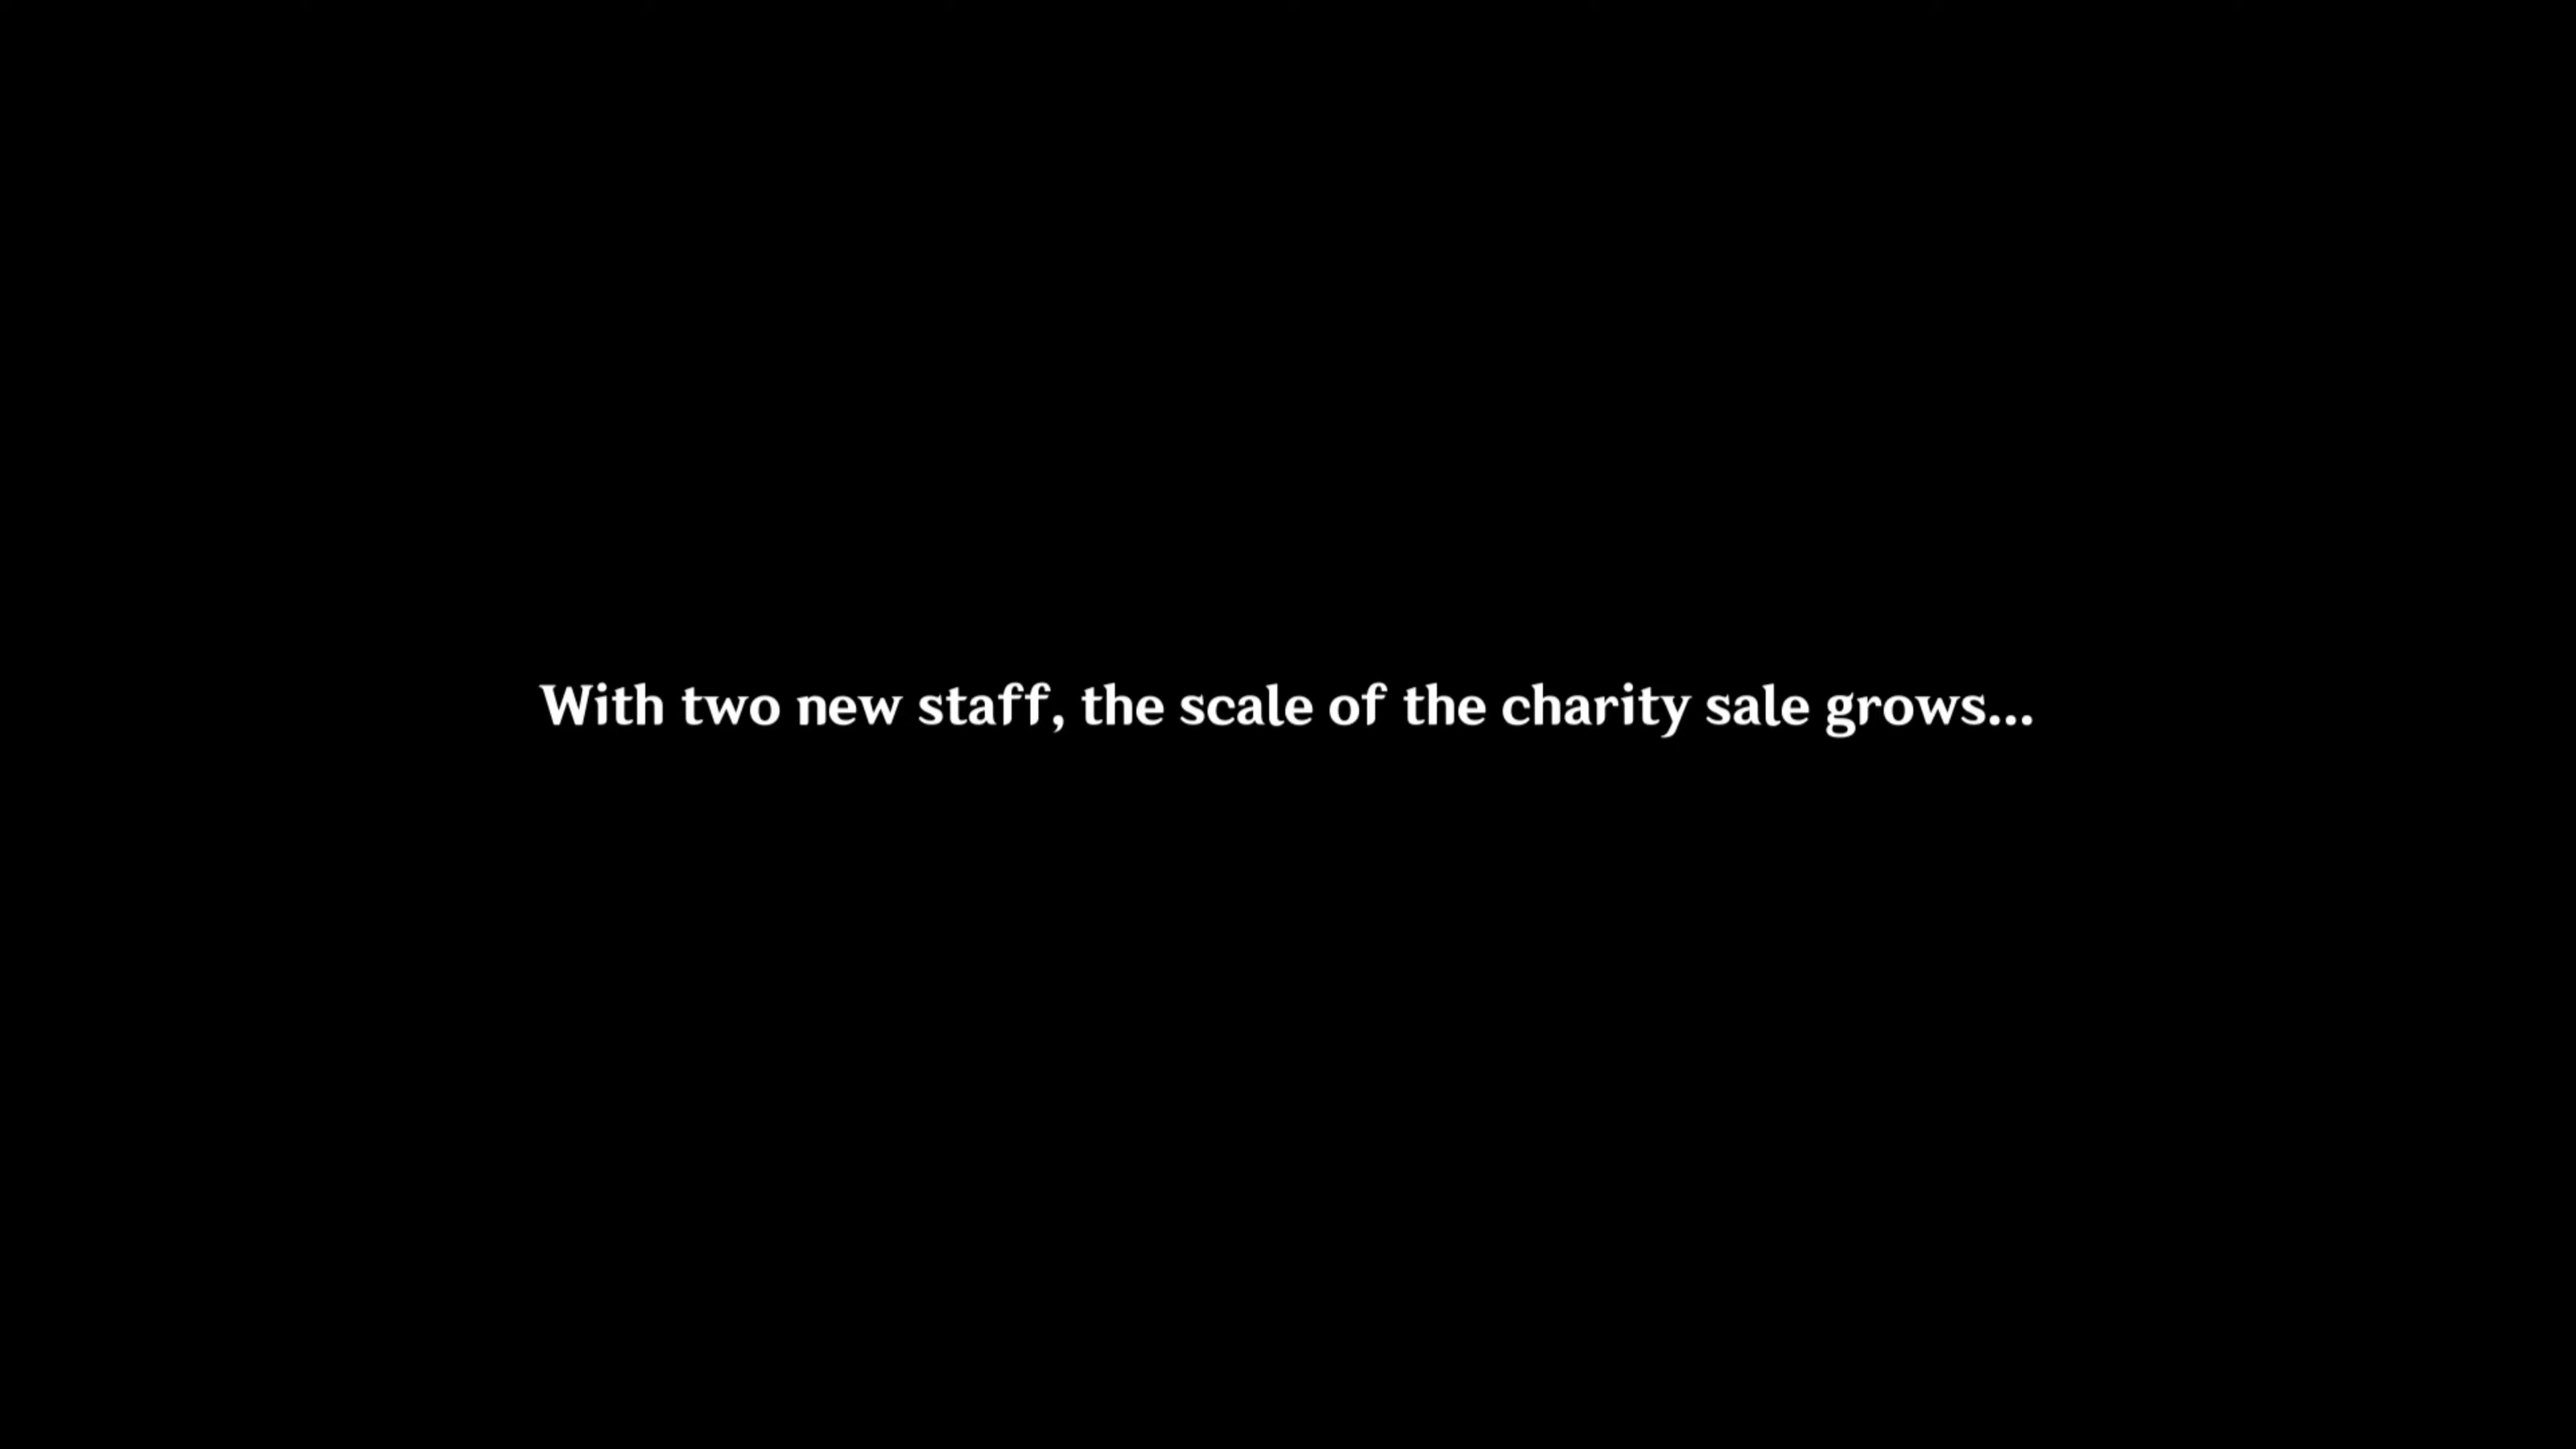 With two new staff, the scale of the charity sale grows...